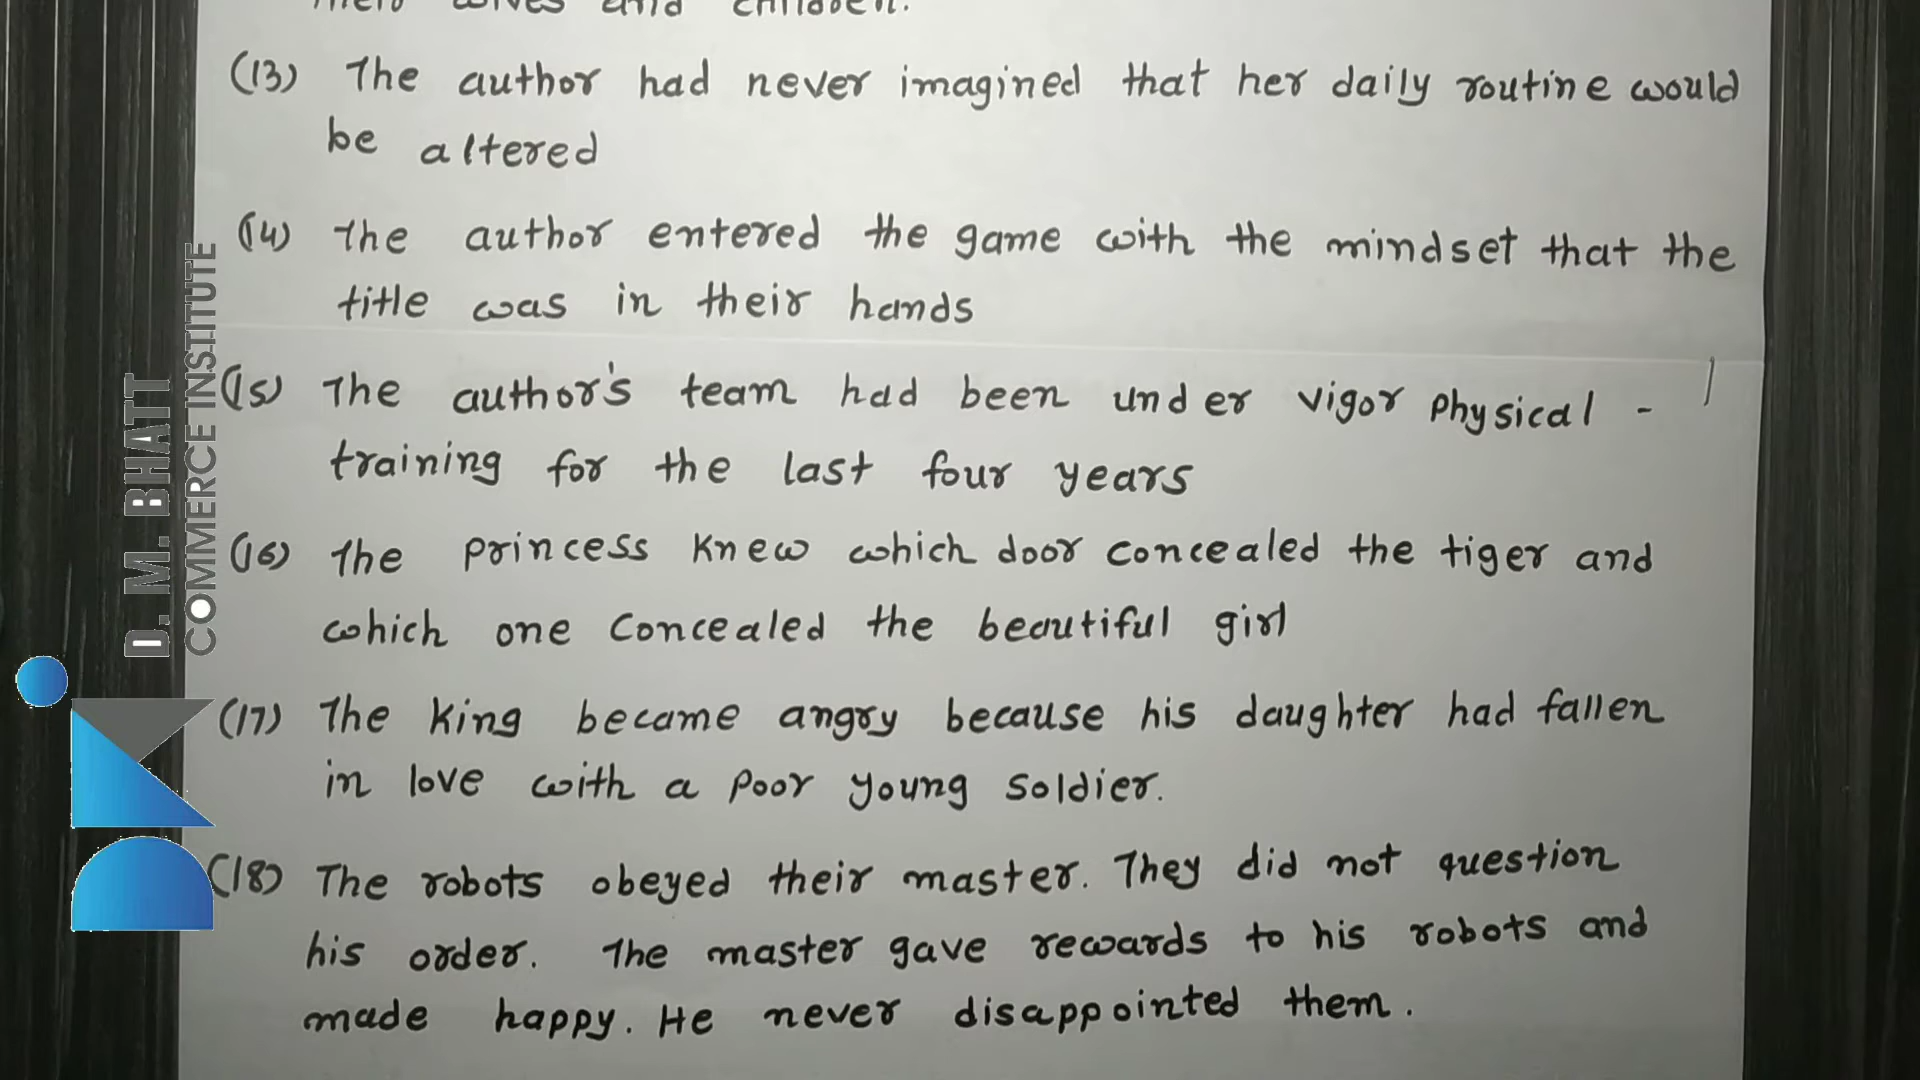 their wives and children.
(13) The author had never imagined that her daily routine would
be altered
(14) The author entered the game with the mindset that the
title was in their hands
(15) The author's team had been under vigor physical -
training for the last four years
(16) The princess knew which door concealed the tiger and
which one concealed the beautiful girl
(17) The King became angry because his daughter had fallen
in love with a poor young soldier.
(18) The robots obeyed their master. They did not question
his order. The master gave rewards to his robots and
made happy. He never disappointed them.
D. M. BHATT
COMMERCE INSTITUTE